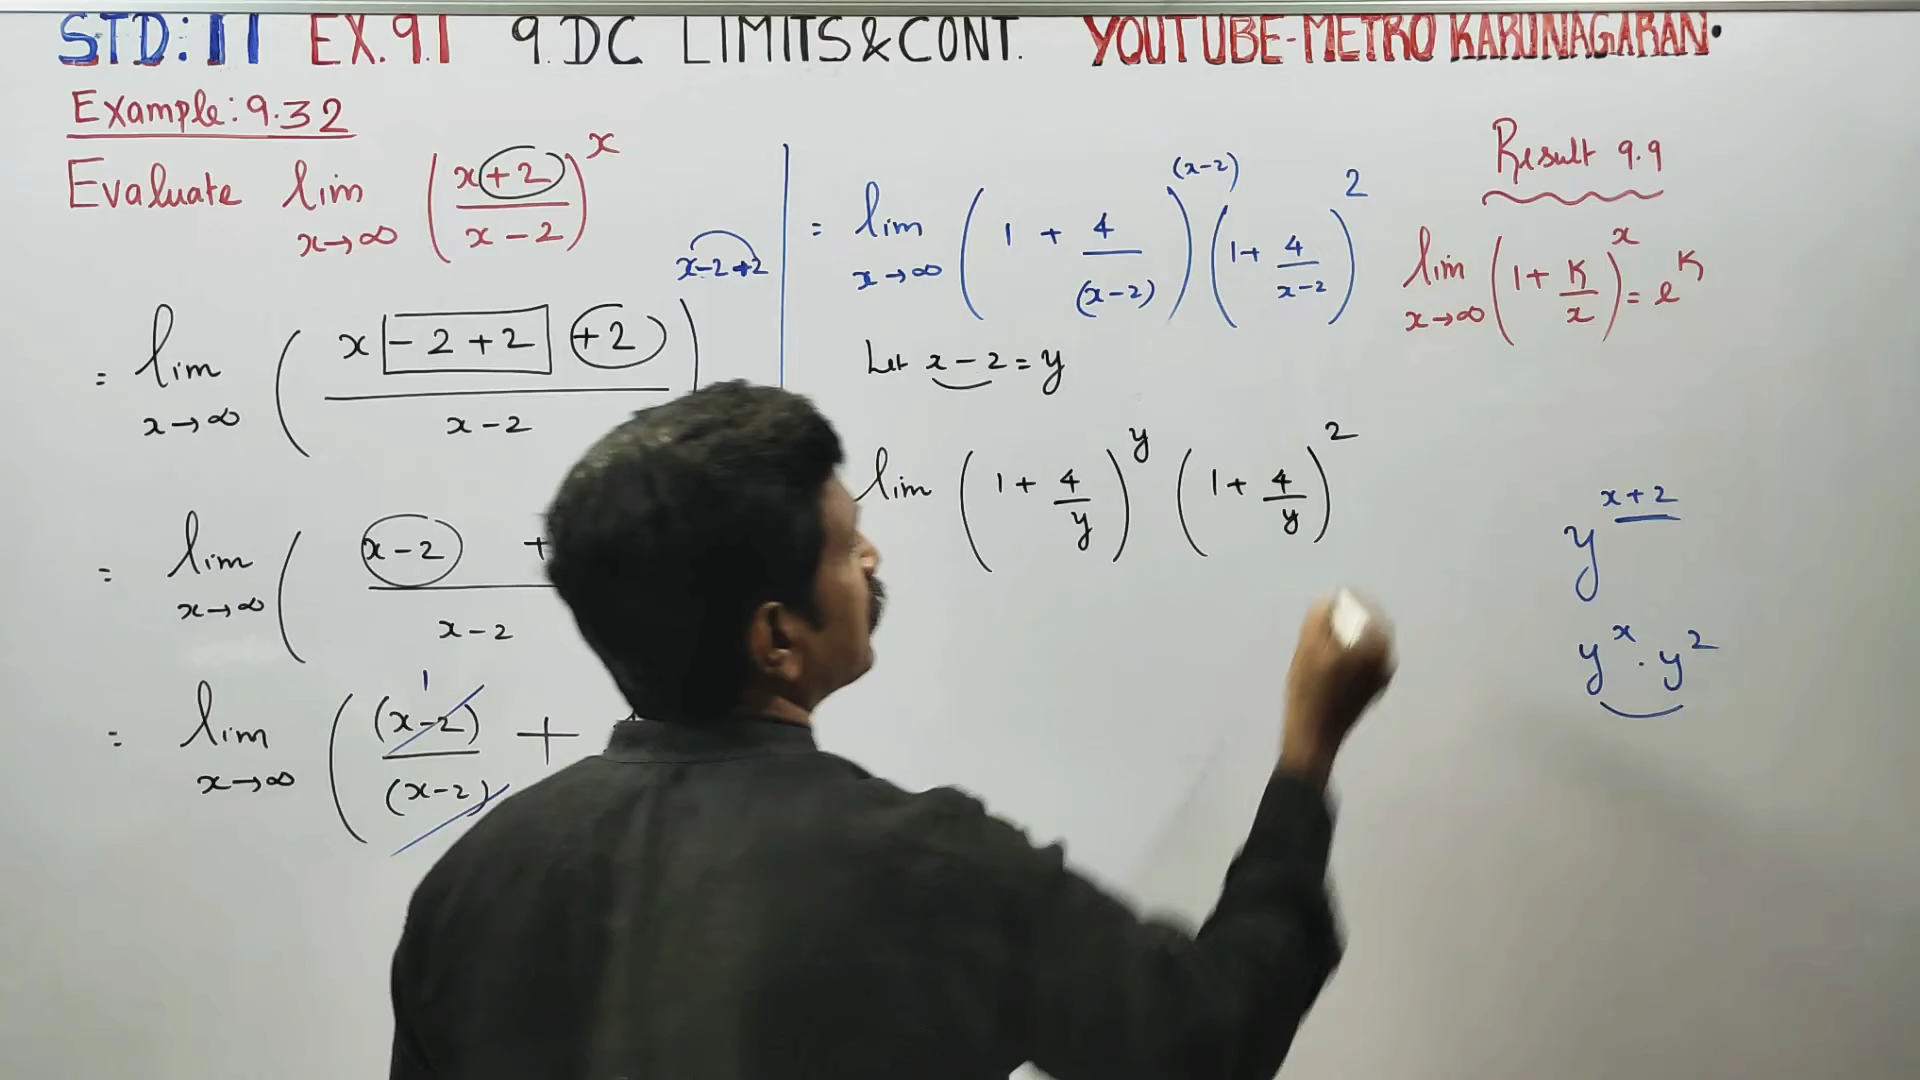 STD: 11 EX. 9.1 9. DC LIMITS & CONT. YOUTUBE-METRO KARUNAGARAN.
Example: 9.32
Evaluate lim x→∞ ((x+2)/(x-2))^x
= lim x→∞ ((x -2+2 +2)/(x-2))
= lim x→∞ ((x-2 +)/(x-2))
= lim x→∞ ((x-2)/(x-2) 1 +
x-2+2
= lim x→∞ (1 + 4/(x-2))^(x-2) (1+ 4/(x-2))^2
Let x-2 = y
lim (1+ 4/y)^y (1+ 4/y)^2
Result 9.9
lim x→∞ (1+ K/x)^x = e^K
y^(x+2)
y^x . y^2